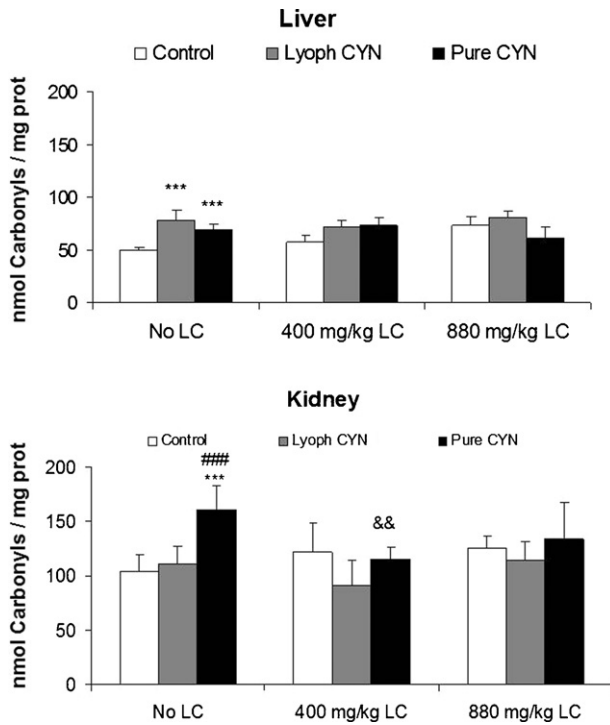 Liver
Control Lyoph CYN Pure CYN
nmol Carbonyls / mg prot
200
150
100
50
0
***
***
No LC 400 mg/kg LC 880 mg/kg LC
Kidney
Control Lyoph CYN Pure CYN
nmol Carbonyls / mg prot
200
150
100
50
0
###
***
&&
No LC 400 mg/kg LC 880 mg/kg LC